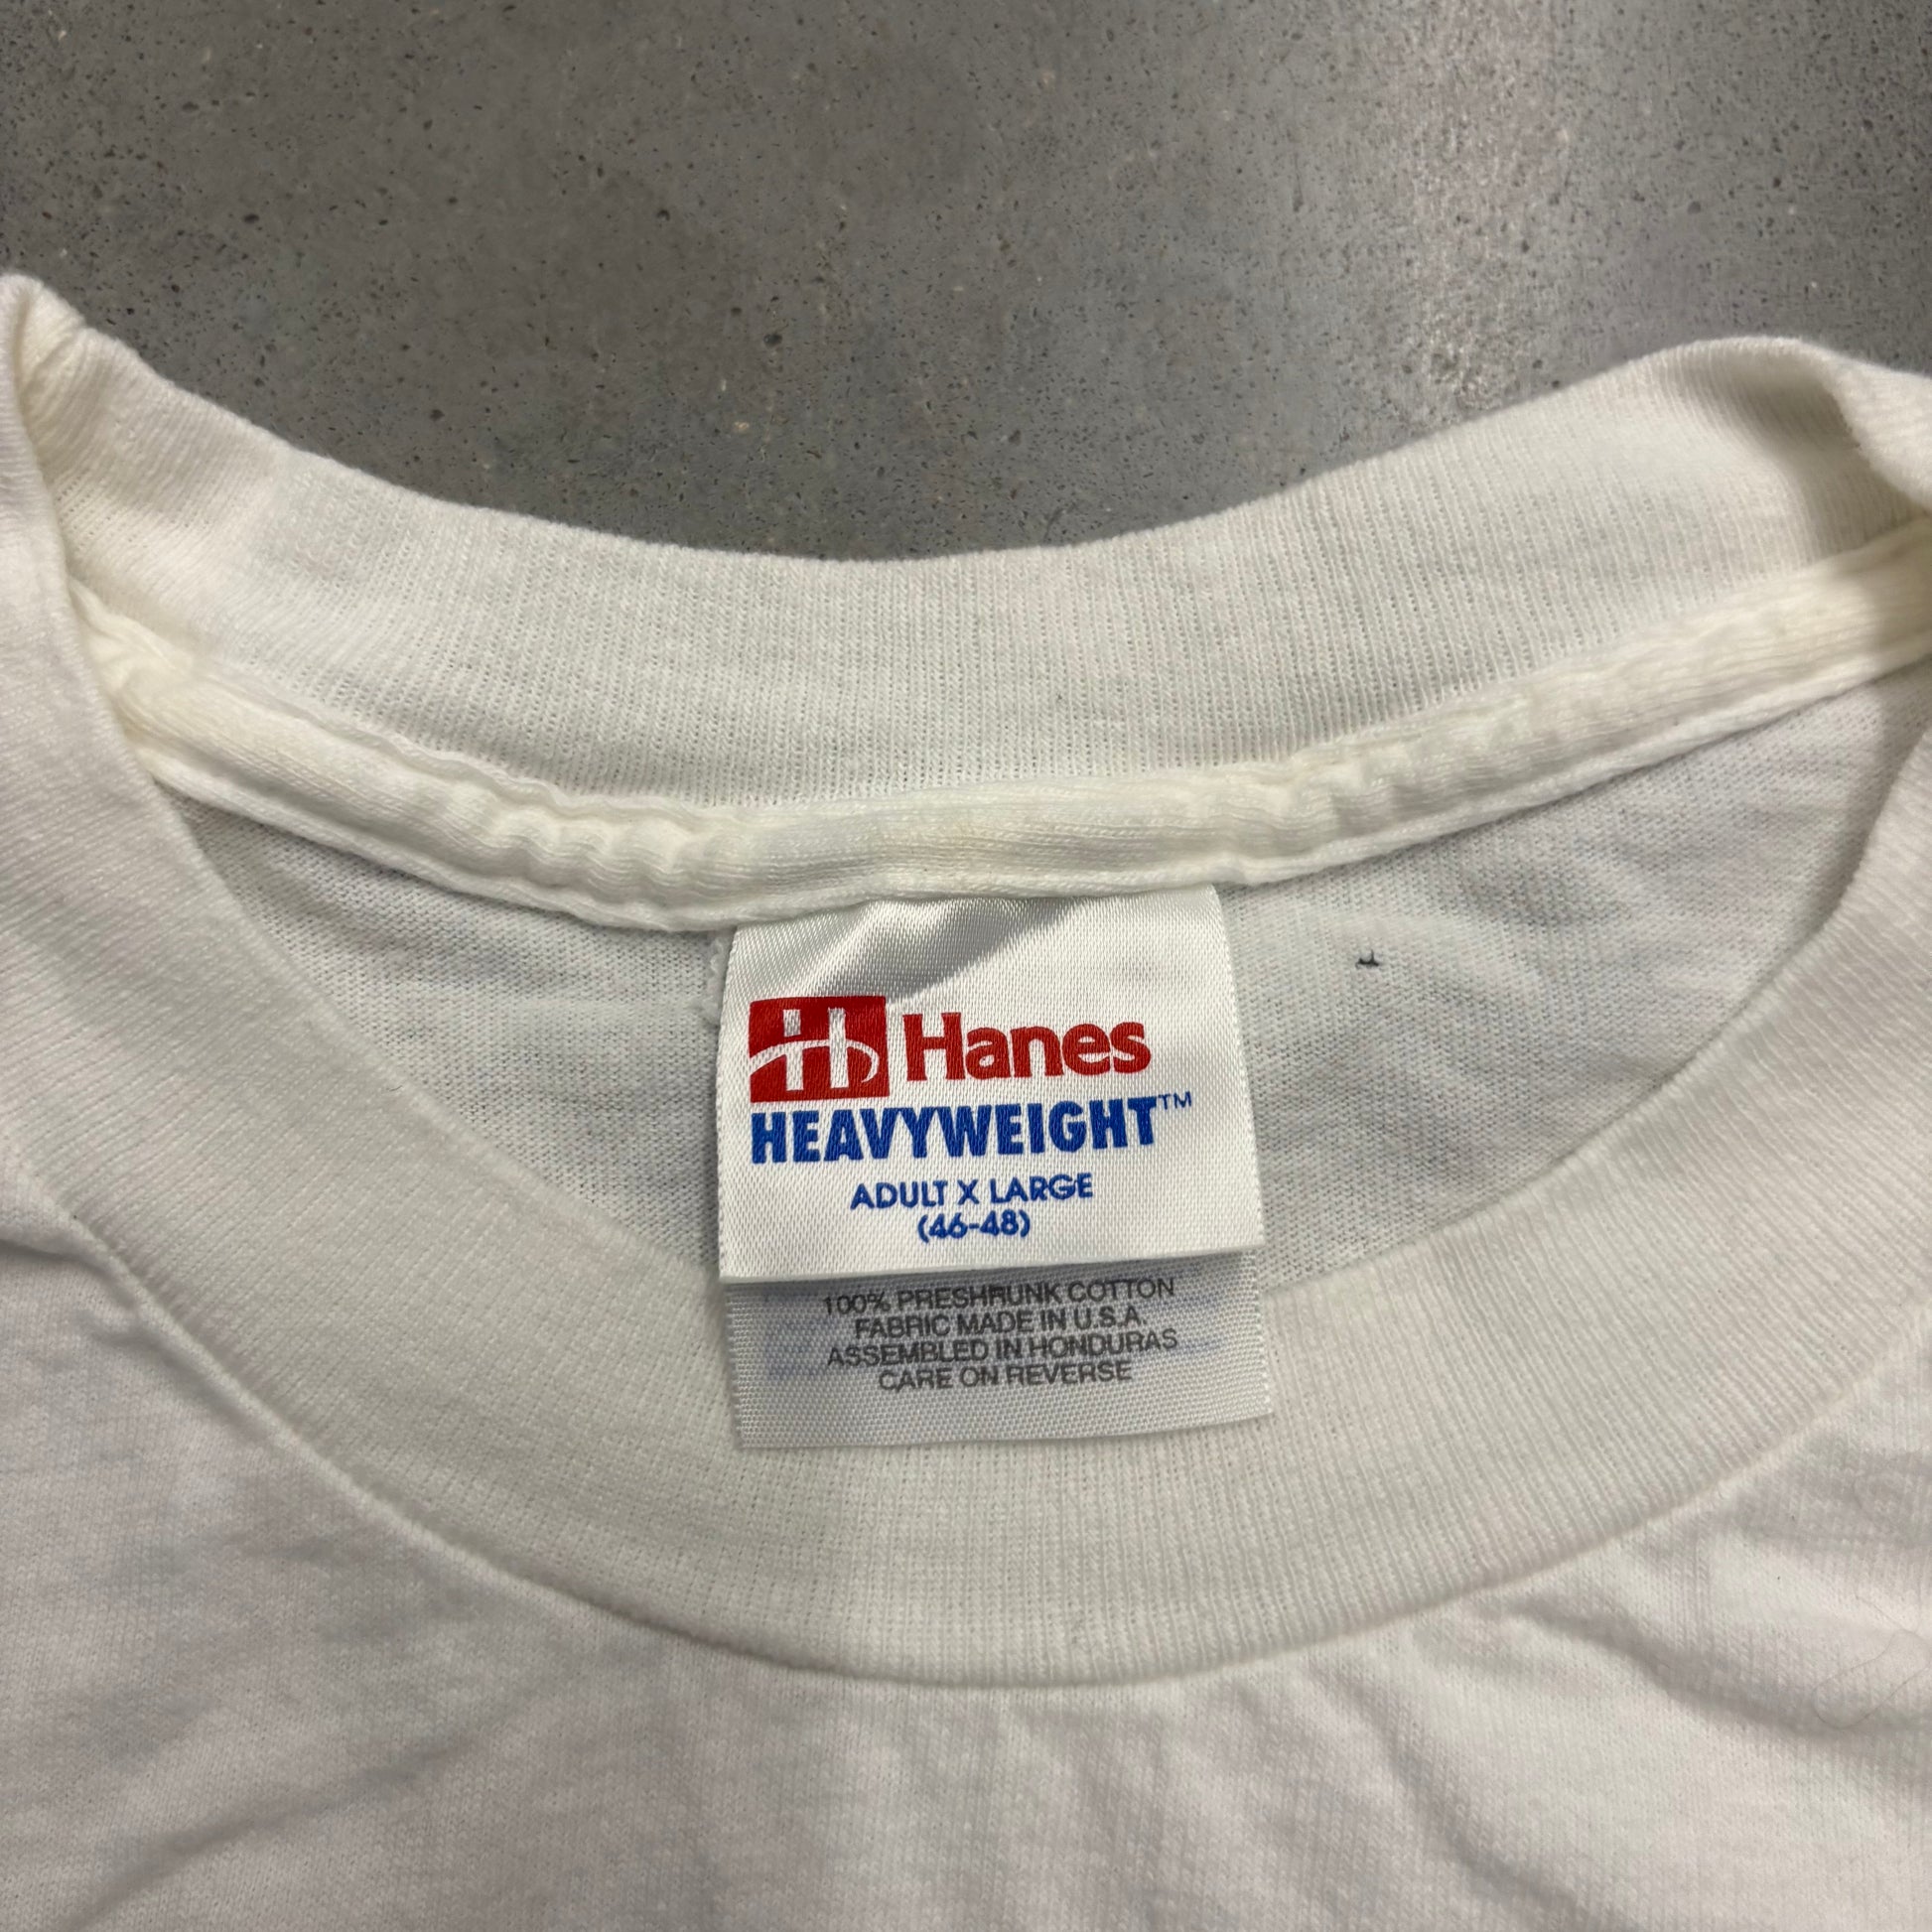 Hanes
HEAVYWEIGHT™
ADULT X LARGE
(46-48)
100% PRESHRUNK COTTON
FABRIC MADE IN U.S.A.
ASSEMBLED IN HONDURAS
CARE ON REVERSE